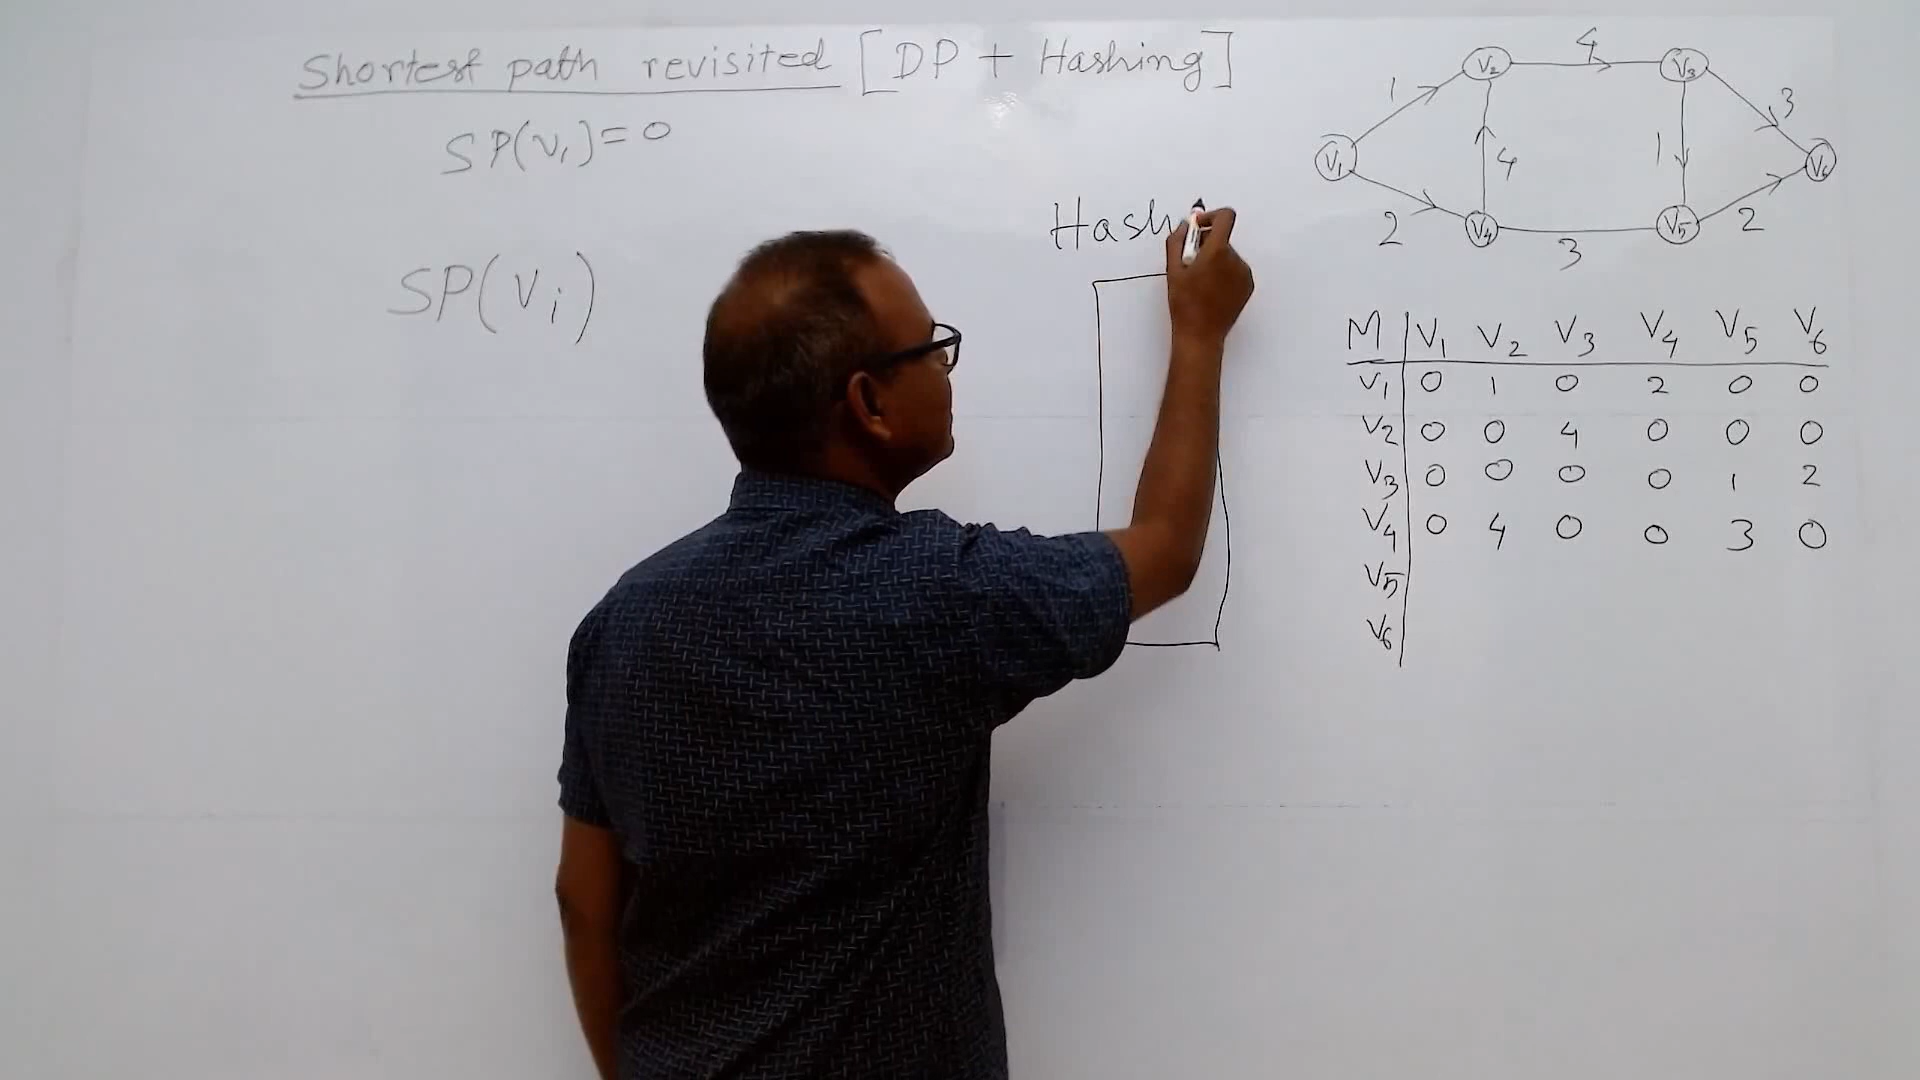 Shortest path revisited [DP + Hashing]
SP(V1) = 0
SP(Vi)
Hash
V1 V2 V3 V4 V5 V6
1 4 3 2 4 3 1 2
M V1 V2 V3 V4 V5 V6
V1 0 1 0 2 0 0
V2 0 0 4 0 0 0
V3 0 0 0 0 1 2
V4 0 4 0 0 3 0
V5
V6